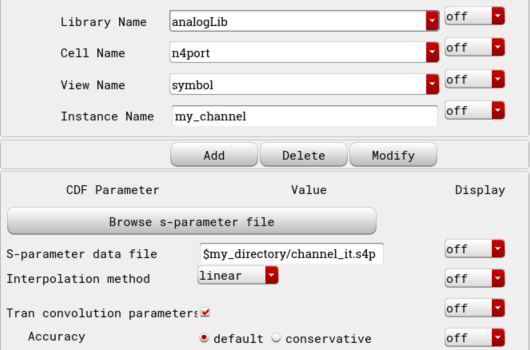 Library Name analogLib off
Cell Name n4port off
View Name symbol off
Instance Name my_channel off
Add Delete Modify
CDF Parameter Value Display
Browse s-parameter file
S-parameter data file $my_directory/channel_it.s4p off
Interpolation method linear off
Tran convolution parameters off
Accuracy default conservative off